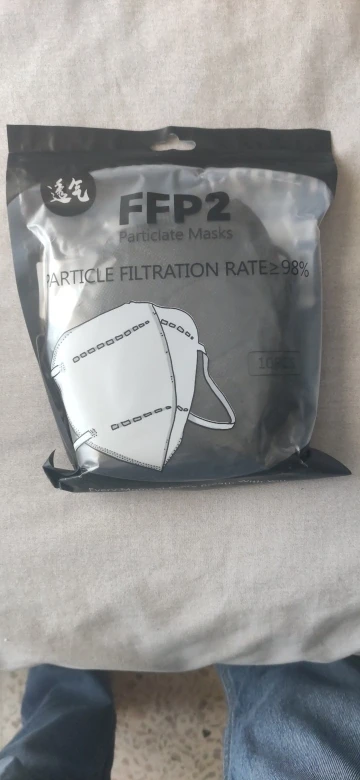 透气
FFP2
Particlate Masks
PARTICLE FILTRATION RATE≥98%